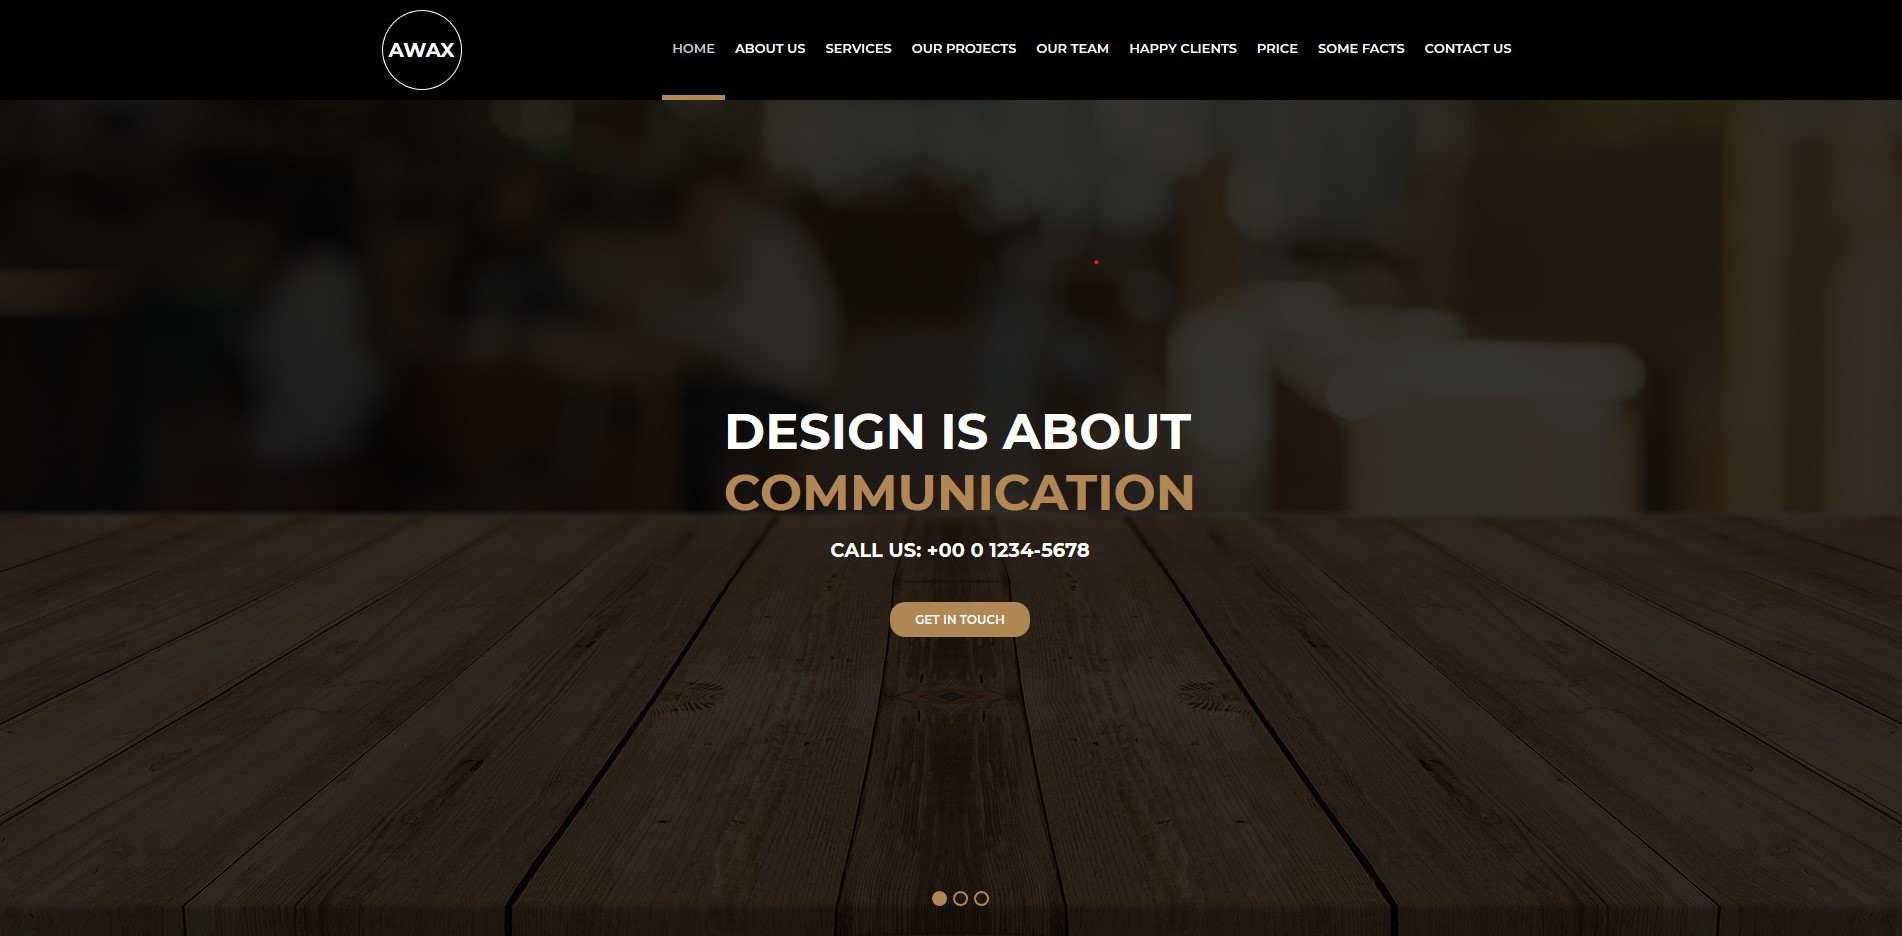 AWAX
HOME ABOUT US SERVICES OUR PROJECTS OUR TEAM HAPPY CLIENTS PRICE SOME FACTS CONTACT US
DESIGN IS ABOUT
COMMUNICATION
CALL US: +00 0 1234-5678
GET IN TOUCH